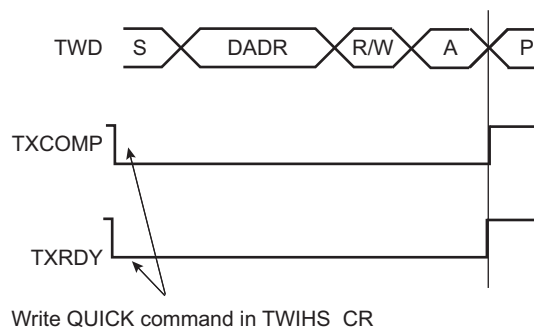 TWD S DADR R/W A P
TXCOMP
TXRDY
Write QUICK command in TWIHS_CR